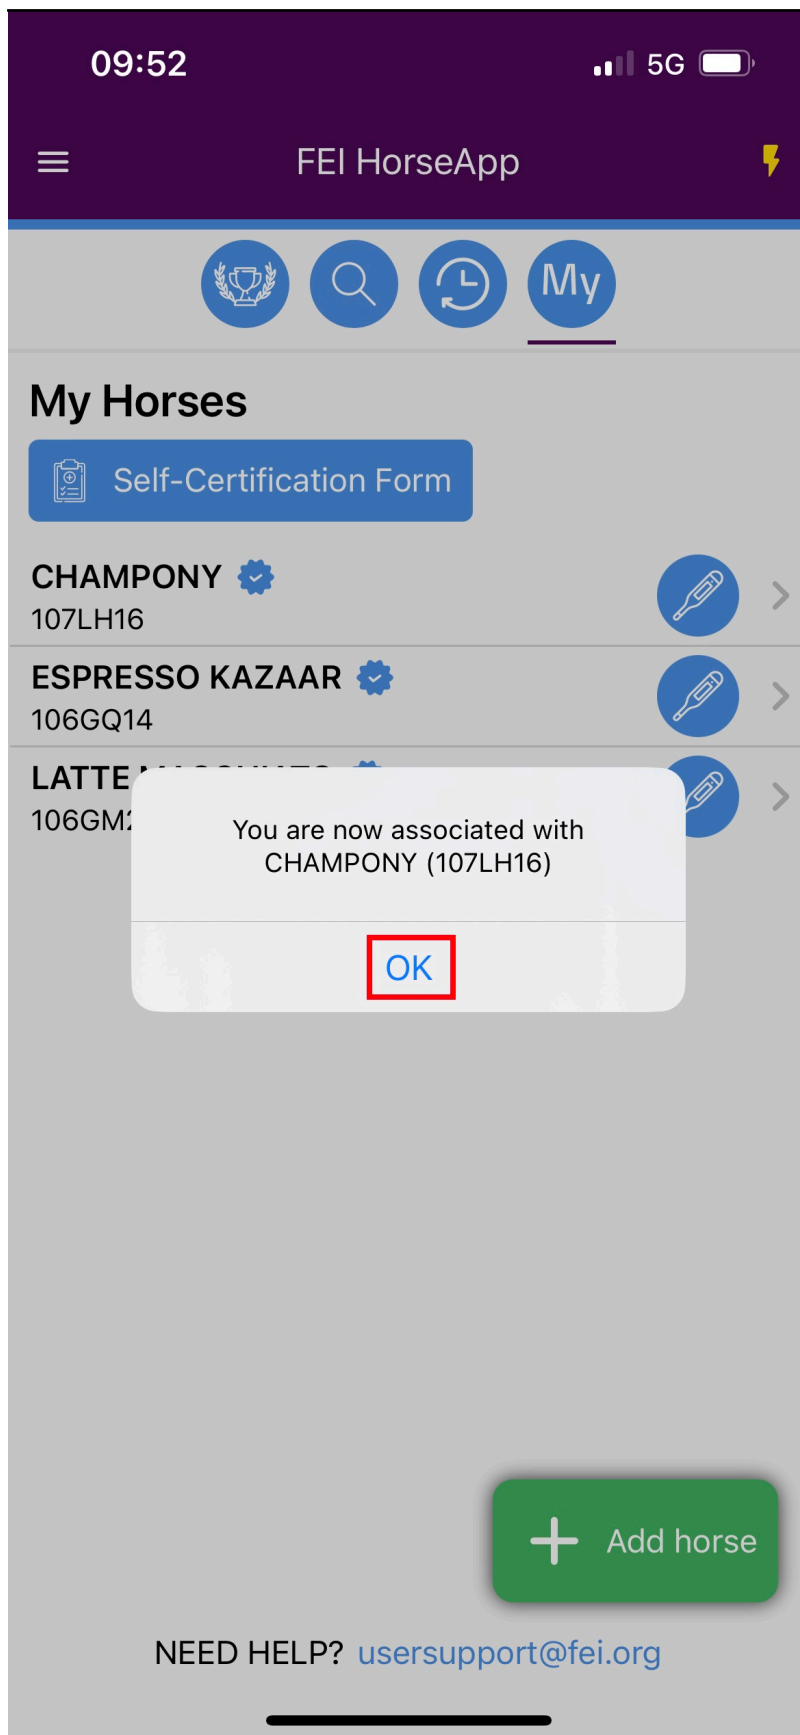 09:52
5G
FEI HorseApp
My
My Horses
Self-Certification Form
CHAMPONY
107LH16
ESPRESSO KAZAAR
106GQ14
LATTE
You are now associated with
CHAMPONY (107LH16)
OK
Add horse
NEED HELP? usersupport@fei.org